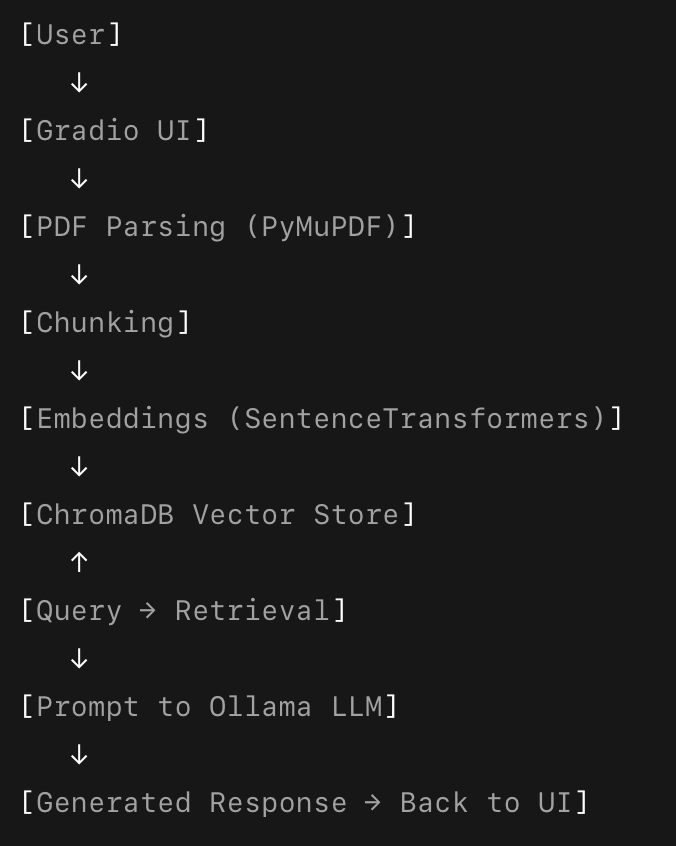 [User]
↓
[Gradio UI]
↓
[PDF Parsing (PyMuPDF)]
↓
[Chunking]
↓
[Embeddings (SentenceTransformers)]
↓
[ChromaDB Vector Store]
↑
[Query → Retrieval]
↓
[Prompt to Ollama LLM]
↓
[Generated Response → Back to UI]